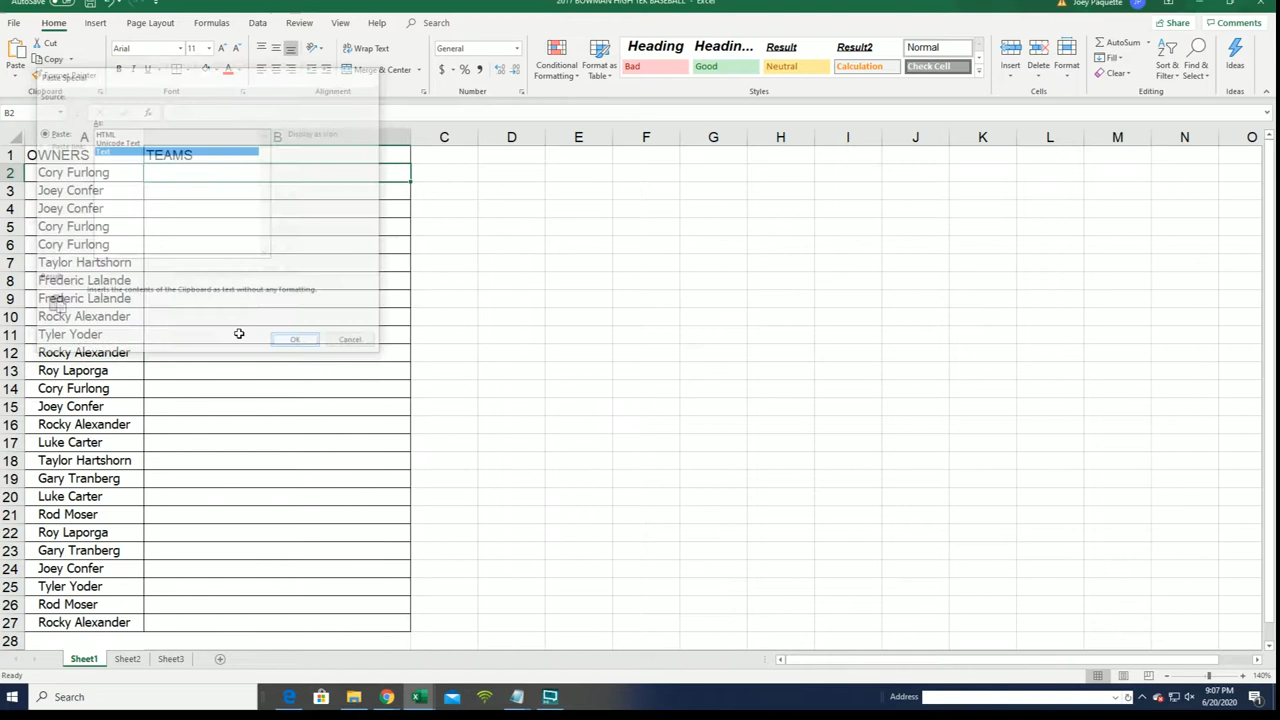 AutoSave Off 2017 BOWMAN HIGH TEK BASEBALL - Excel Joey Paquette JP
File Home Insert Page Layout Formulas Data Review View Help Search Share Comments
Paste Cut Copy Format Painter
Clipboard
Arial 11
Font
Wrap Text
Merge & Center
Alignment
General
Number
Conditional Formatting Format as Table
Heading Headin... Result Result2 Normal
Bad Good Neutral Calculation Check Cell
Styles
Insert Delete Format
Cells
AutoSum Fill Clear
Sort & Filter Find & Select
Editing
Ideas
Ideas
B2
Paste Special
Source:
As:
Paste:
HTML
Unicode Text
Text
Display as icon
Result
Inserts the contents of the Clipboard as text without any formatting.
OK Cancel
A B C D E F G H I J K L M N O
1 OWNERS TEAMS
2 Cory Furlong
3 Joey Confer
4 Joey Confer
5 Cory Furlong
6 Cory Furlong
7 Taylor Hartshorn
8 Frederic Lalande
9 Frederic Lalande
10 Rocky Alexander
11 Tyler Yoder
12 Rocky Alexander
13 Roy Laporga
14 Cory Furlong
15 Joey Confer
16 Rocky Alexander
17 Luke Carter
18 Taylor Hartshorn
19 Gary Tranberg
20 Luke Carter
21 Rod Moser
22 Roy Laporga
23 Gary Tranberg
24 Joey Confer
25 Tyler Yoder
26 Rod Moser
27 Rocky Alexander
28
Sheet1 Sheet2 Sheet3
Ready 140%
Search Address 9:07 PM
6/20/2020